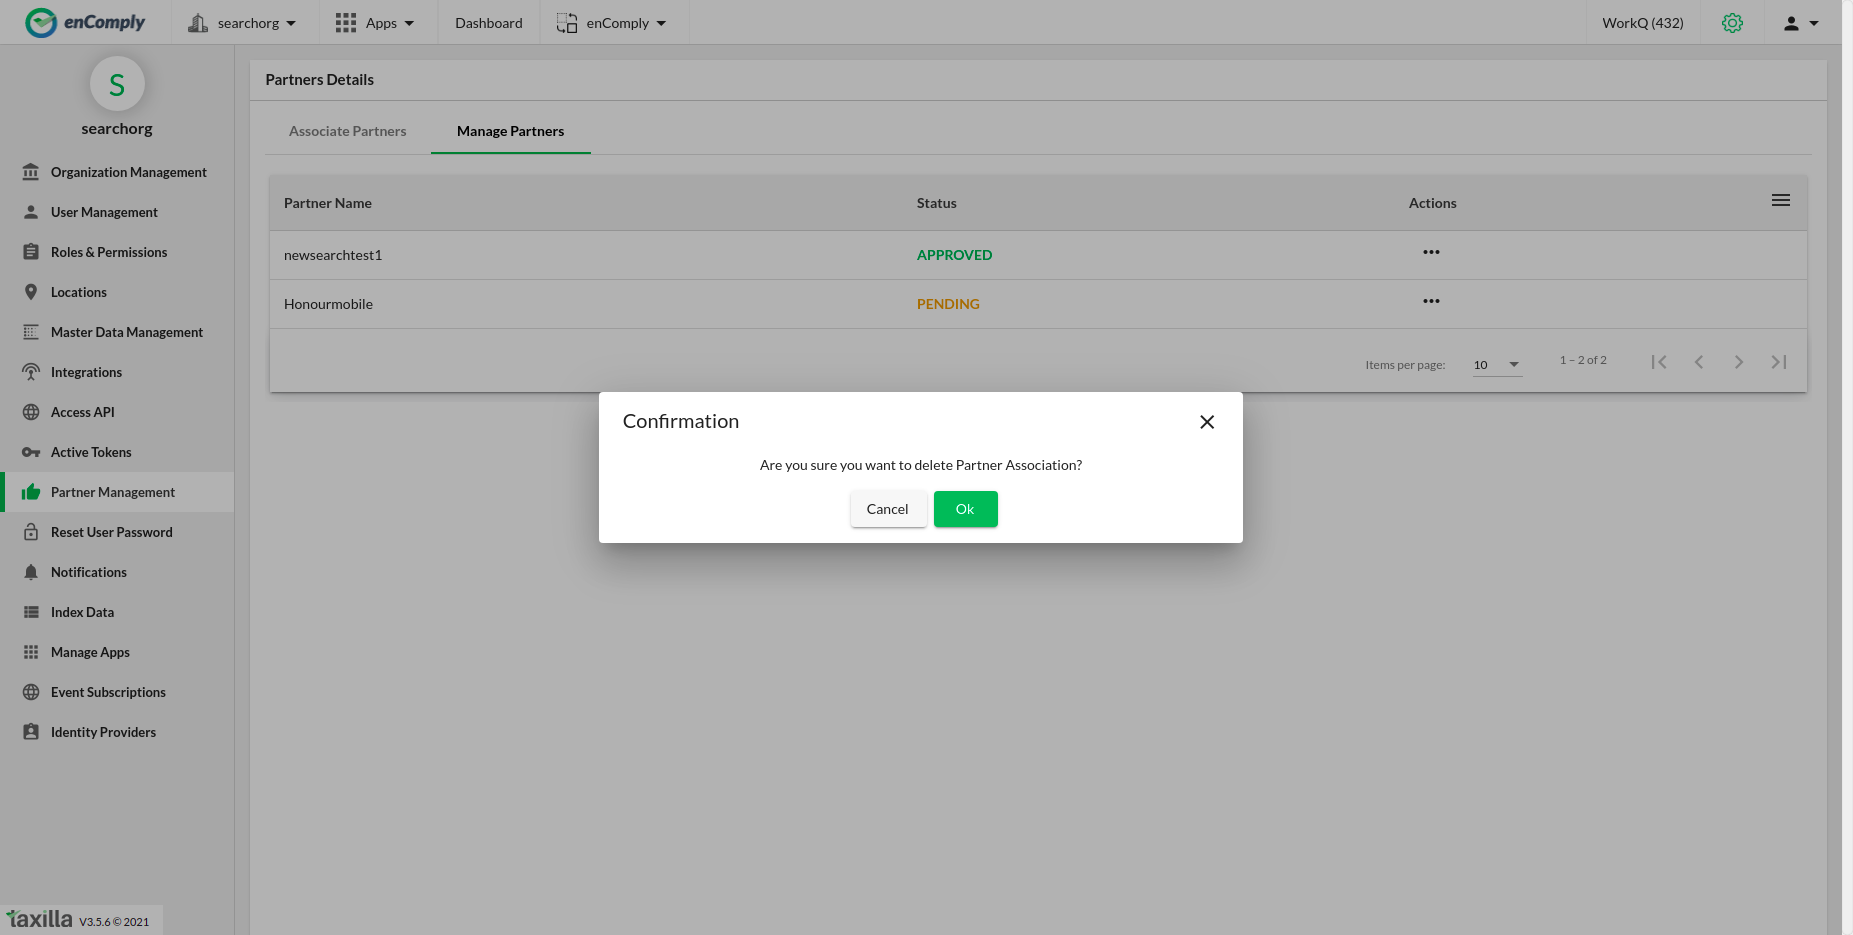 enComply
searchorg
Apps
Dashboard
enComply
WorkQ (432)
S
searchorg
Organization Management
User Management
Roles & Permissions
Locations
Master Data Management
Integrations
Access API
Active Tokens
Partner Management
Reset User Password
Notifications
Index Data
Manage Apps
Event Subscriptions
Identity Providers
taxilla V3.5.6 © 2021
Partners Details
Associate Partners Manage Partners
Partner Name Status Actions
newsearchtest1 APPROVED
Honourmobile PENDING
Items per page: 10 1 – 2 of 2
Confirmation
Are you sure you want to delete Partner Association?
Cancel Ok